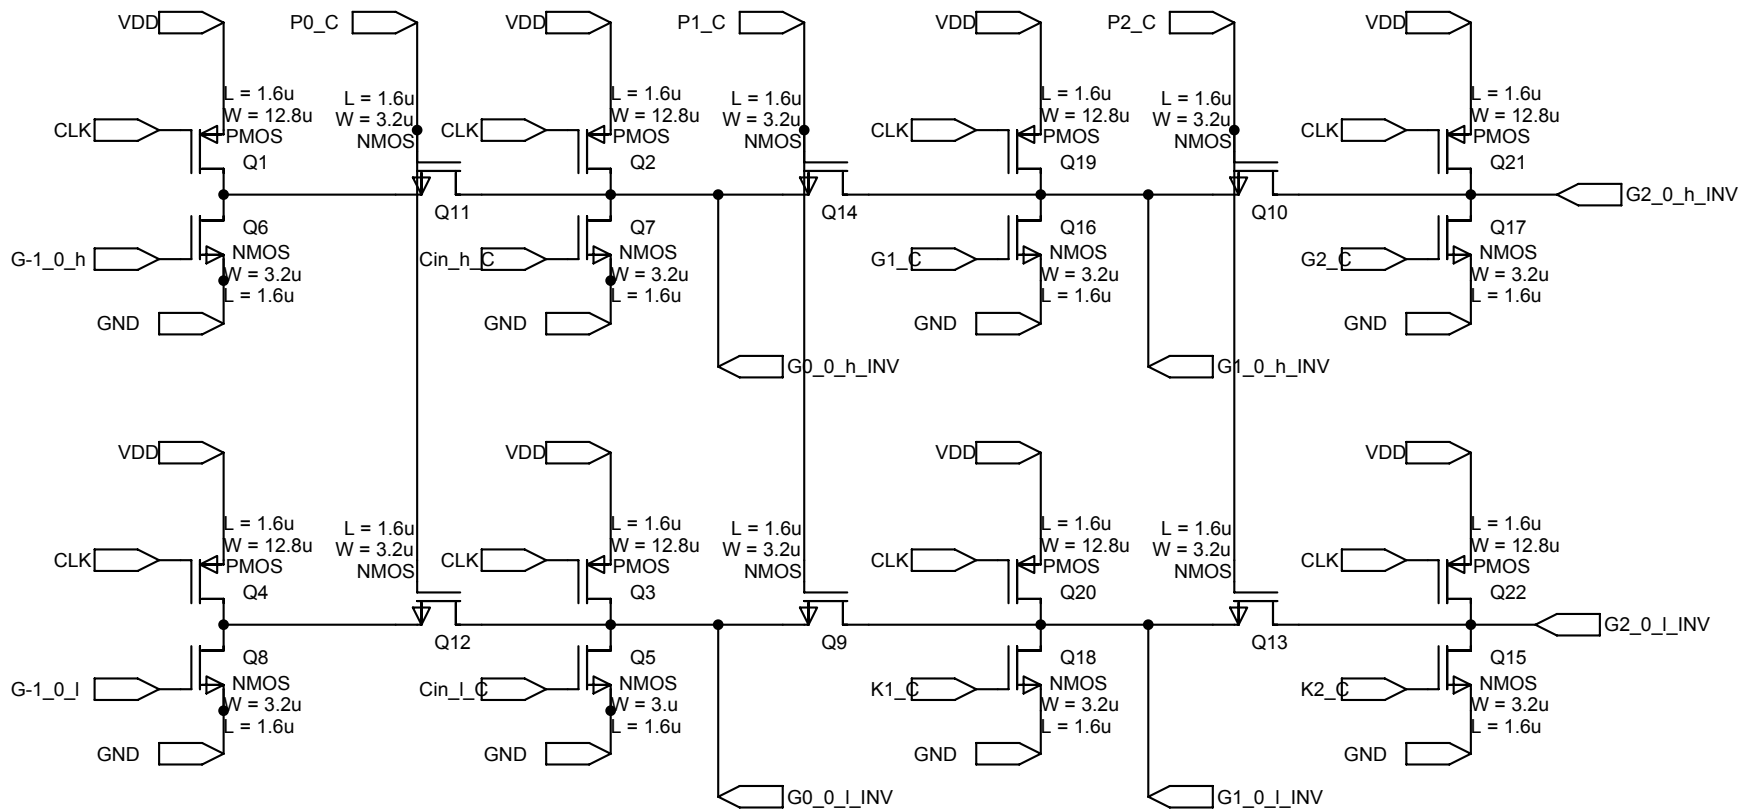 VDD P0_C VDD P1_C P2_C VDD
L = 1.6u L = 1.6u L = 1.6u L = 1.6u L = 1.6u L = 1.6u L = 1.6u
W = 12.8u W = 3.2u W = 12.8u W = 3.2u W = 12.8u W = 3.2u W = 12.8u
CLK PMOS NMOS CLK PMOS NMOS CLK PMOS NMOS CLK PMOS
Q1 Q2 Q19 Q21
Q11 Q14 Q10 G2_0_h_INV
Q6 Q7 Q16 Q17
G-1_0_h NMOS Cin_h_C NMOS G1_C NMOS G2_C NMOS
W = 3.2u W = 3.2u W = 3.2u W = 3.2u
L = 1.6u L = 1.6u L = 1.6u L = 1.6u
GND GND GND GND
G0_0_h_INV G1_0_h_INV
VDD VDD VDD VDD
L = 1.6u L = 1.6u L = 1.6u L = 1.6u L = 1.6u L = 1.6u L = 1.6u
W = 12.8u W = 3.2u W = 12.8u W = 3.2u W = 12.8u W = 3.2u W = 12.8u
CLK PMOS NMOS CLK PMOS NMOS CLK PMOS NMOS CLK PMOS
Q4 Q3 Q20 Q22
Q12 Q9 Q13 G2_0_l_INV
Q8 Q5 Q18 Q15
G-1_0_l NMOS Cin_l_C NMOS K1_C NMOS K2_C NMOS
W = 3.2u W = 3.u W = 3.2u W = 3.2u
L = 1.6u L = 1.6u L = 1.6u L = 1.6u
GND GND GND GND
G0_0_l_INV G1_0_l_INV